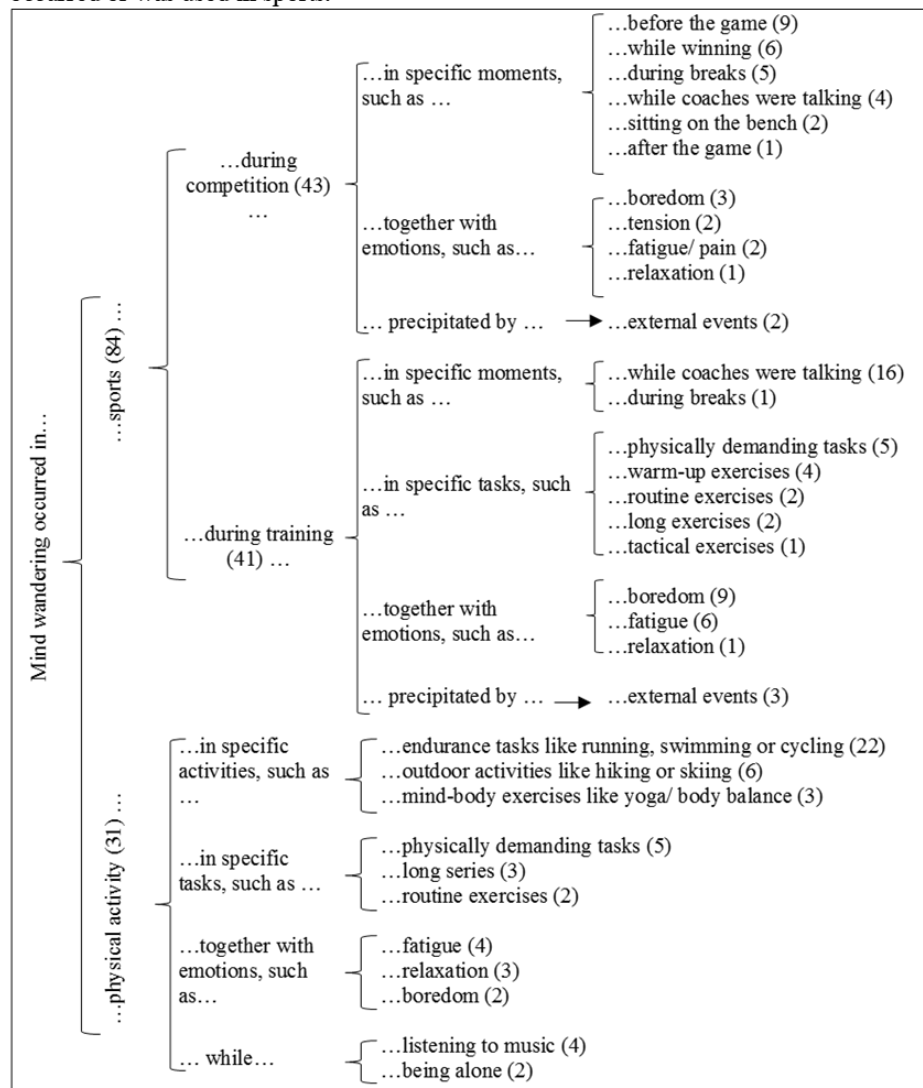 Mind wandering occurred in…
…sports (84) …
…during
competition (43)
…
…in specific moments,
such as …
…before the game (9)
…while winning (6)
…during breaks (5)
…while coaches were talking (4)
…sitting on the bench (2)
…after the game (1)
…together with
emotions, such as…
…boredom (3)
…tension (2)
…fatigue/ pain (2)
…relaxation (1)
… precipitated by …
…external events (2)
…during training
(41) …
…in specific moments,
such as …
…while coaches were talking (16)
…during breaks (1)
…in specific tasks, such
as …
…physically demanding tasks (5)
…warm-up exercises (4)
…routine exercises (2)
…long exercises (2)
…tactical exercises (1)
…together with
emotions, such as…
…boredom (9)
…fatigue (6)
…relaxation (1)
… precipitated by …
…external events (3)
…physical activity (31) …
…in specific
activities, such as
…
…endurance tasks like running, swimming or cycling (22)
…outdoor activities like hiking or skiing (6)
…mind-body exercises like yoga/ body balance (3)
…in specific
tasks, such as …
…physically demanding tasks (5)
…long series (3)
…routine exercises (2)
…together with
emotions, such
as…
…fatigue (4)
…relaxation (3)
…boredom (2)
… while…
…listening to music (4)
…being alone (2)